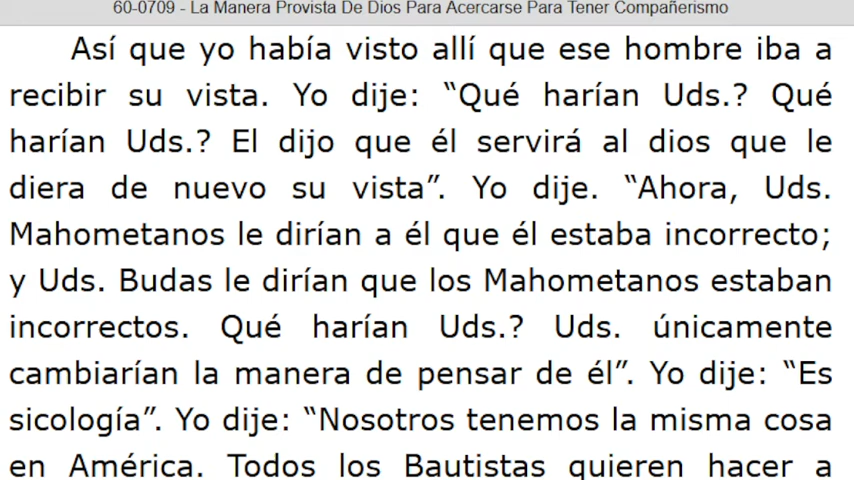 60-0709 - La Manera Provista De Dios Para Acercarse Para Tener Compañerismo
Así que yo había visto allí que ese hombre iba a
recibir su vista. Yo dije: “Qué harían Uds.? Qué
harían Uds.? El dijo que él servirá al dios que le
diera de nuevo su vista”. Yo dije. “Ahora, Uds.
Mahometanos le dirían a él que él estaba incorrecto;
y Uds. Budas le dirían que los Mahometanos estaban
incorrectos. Qué harían Uds.? Uds. únicamente
cambiarían la manera de pensar de él”. Yo dije: “Es
sicología”. Yo dije: “Nosotros tenemos la misma cosa
en América. Todos los Bautistas quieren hacer a